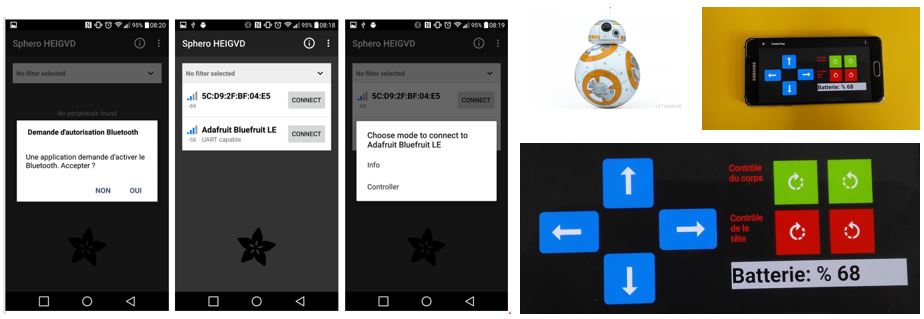 95% 08:20
Sphero HEIGVD
No filter selected
No peripherals found
Demande d'autorisation Bluetooth
Une application demande d'activer le
Bluetooth. Accepter ?
NON OUI
95% 08:18
Sphero HEIGVD
No filter selected
5C:D9:2F:BF:04:E5
-69
CONNECT
Adafruit Bluefruit LE
-58 UART capable
CONNECT
95% 08:19
Sphero HEIGVD
No filter selected
5C:D9:2F:BF:04:E5
-69
CONNECT
Choose mode to connect to
Adafruit Bluefruit LE
Info
Controller
SAMSUNG
Batterie: % 68
Contrôle
du corps
Contrôle
de la
tête
Batterie: % 68